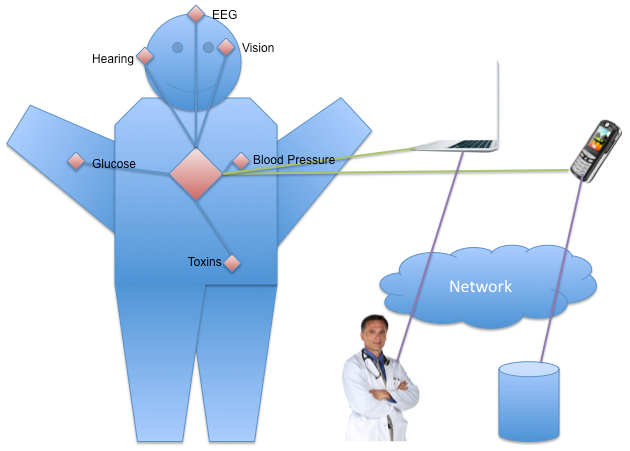 EEG
Vision
Hearing
Glucose
Blood Pressure
Toxins
Network